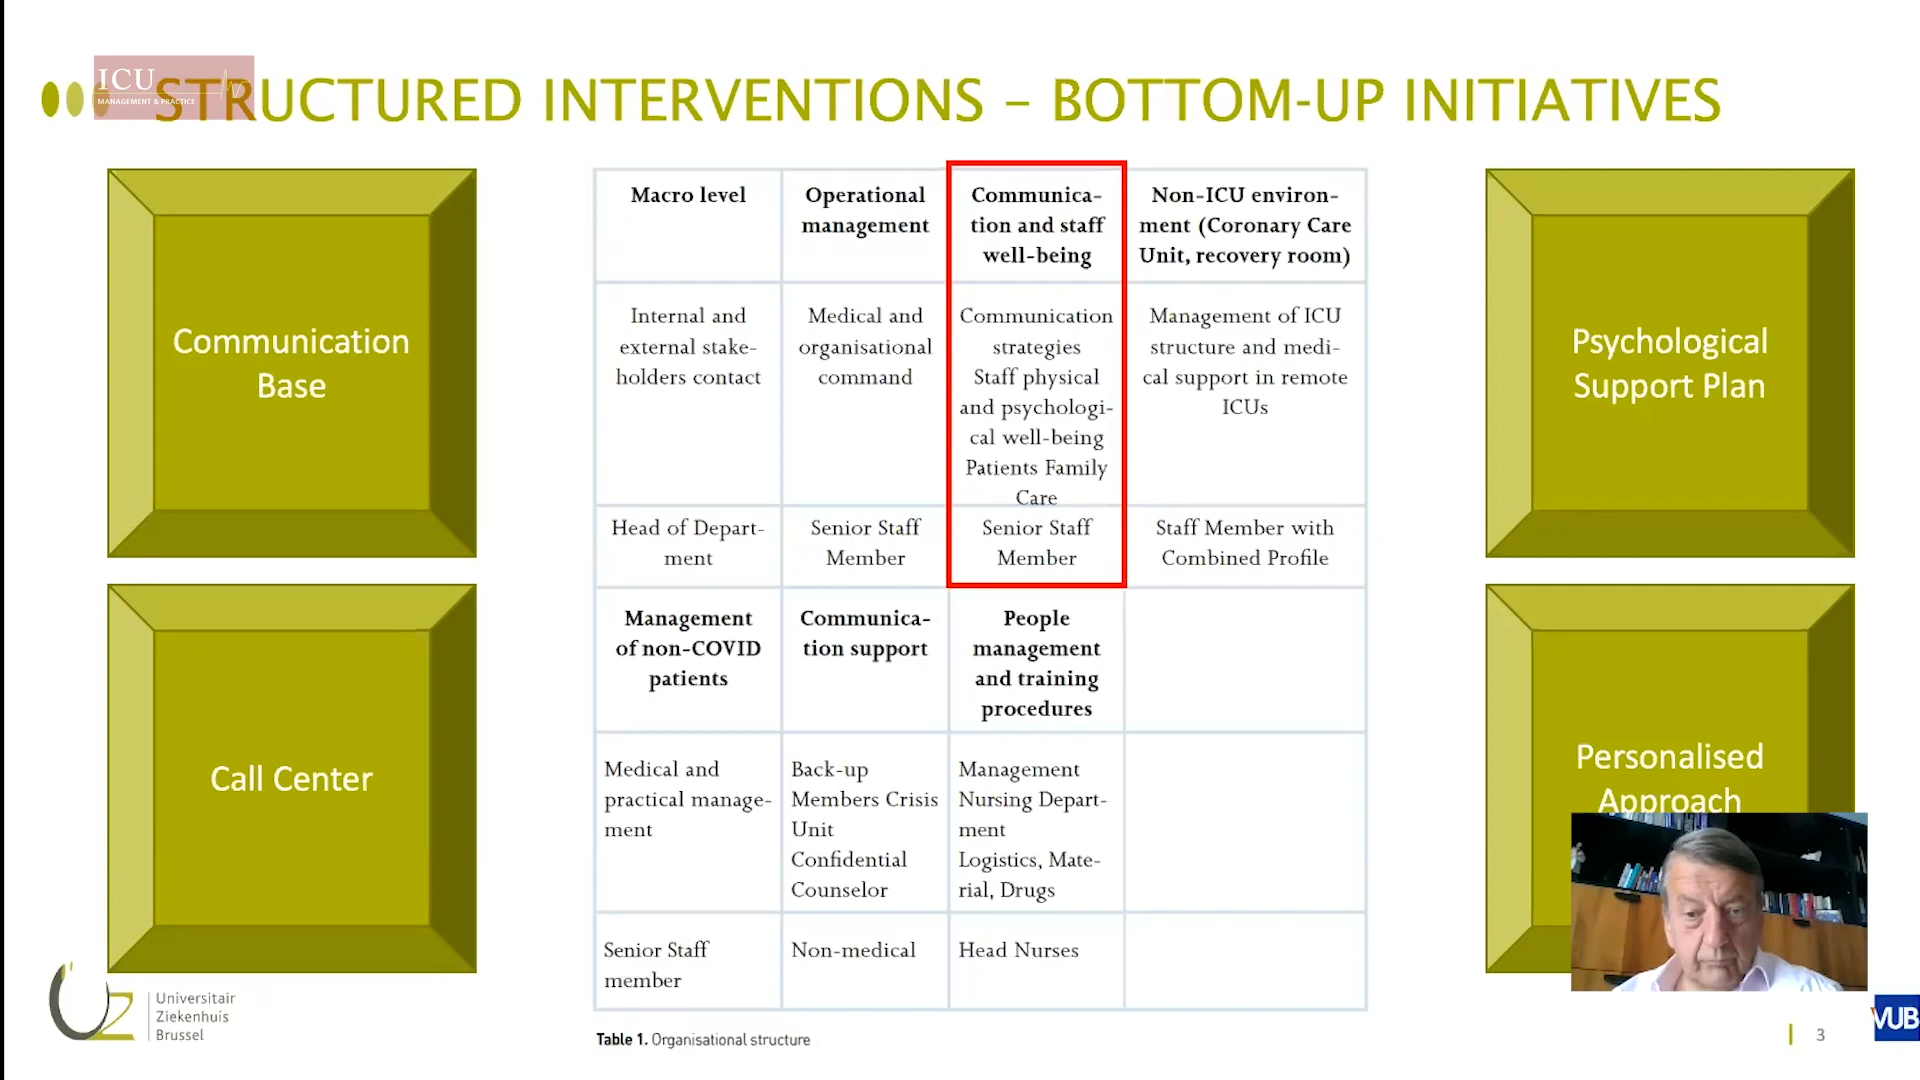 ICU
MANAGEMENT & PRACTICE
STRUCTURED INTERVENTIONS – BOTTOM-UP INITIATIVES
Communication
Base
Call Center
Macro level
Operational
management
Communica-
tion and staff
well-being
Non-ICU environ-
ment (Coronary Care
Unit, recovery room)
Internal and
external stake-
holders contact
Medical and
organisational
command
Communication
strategies
Staff physical
and psychologi-
cal well-being
Patients Family
Care
Management of ICU
structure and medi-
cal support in remote
ICUs
Head of Depart-
ment
Senior Staff
Member
Senior Staff
Member
Staff Member with
Combined Profile
Management
of non-COVID
patients
Communica-
tion support
People
management
and training
procedures
Medical and
practical manage-
ment
Back-up
Members Crisis
Unit
Confidential
Counselor
Management
Nursing Depart-
ment
Logistics, Mate-
rial, Drugs
Senior Staff
member
Non-medical
Head Nurses
Table 1. Organisational structure
Psychological
Support Plan
Personalised
Approach
UZ
Universitair
Ziekenhuis
Brussel
3
VUB